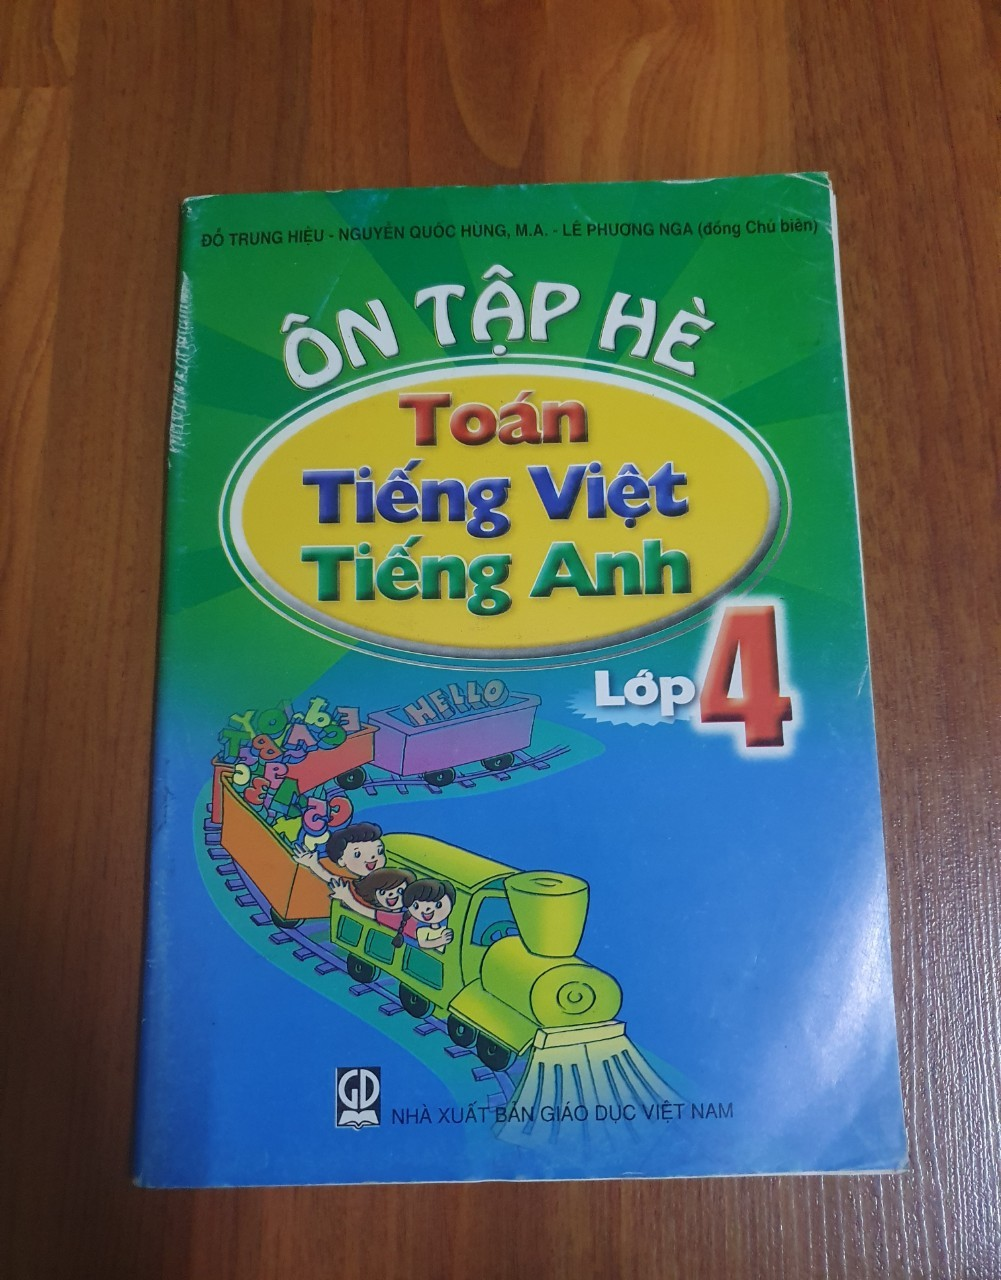 ĐỖ TRUNG HIỆU - NGUYỄN QUỐC HÙNG, M.A. - LÊ PHƯƠNG NGA (đồng Chủ biên)
ÔN TẬP HÈ
Toán
Tiếng Việt
Tiếng Anh
Lớp 4
HELLO
GD
NHÀ XUẤT BẢN GIÁO DỤC VIỆT NAM